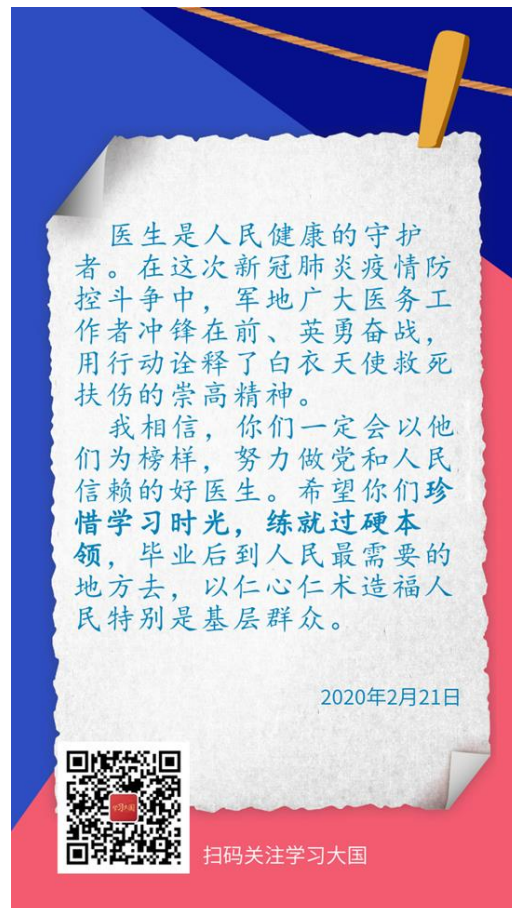 医生是人民健康的守护
者。在这次新冠肺炎疫情防
控斗争中，军地广大医务工
作者冲锋在前、英勇奋战，
用行动诠释了白衣天使救死
扶伤的崇高精神。
我相信，你们一定会以他
们为榜样，努力做党和人民
信赖的好医生。希望你们珍
惜学习时光，练就过硬本
领，毕业后到人民最需要的
地方去，以仁心仁术造福人
民特别是基层群众。
2020年2月21日
学习大国
扫码关注学习大国